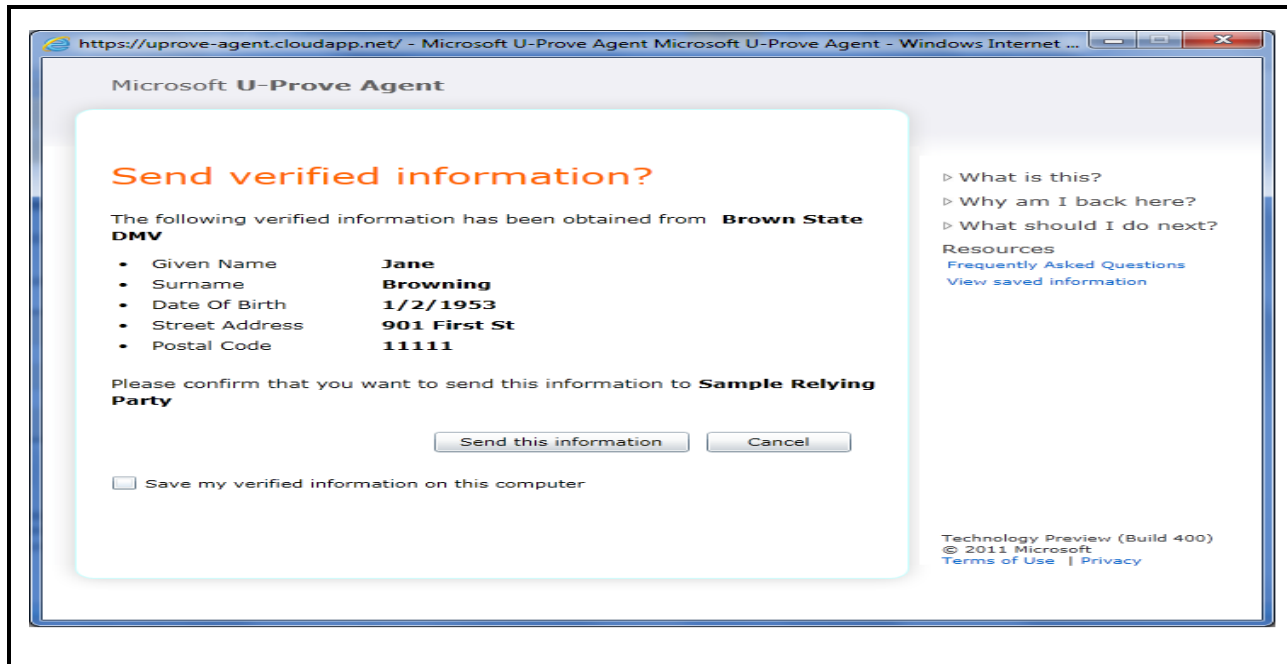 https://uprove-agent.cloudapp.net/ - Microsoft U-Prove Agent Microsoft U-Prove Agent - Windows Internet ...
Microsoft U-Prove Agent
Send verified information?
The following verified information has been obtained from Brown State
DMV
• Given Name Jane
• Surname Browning
• Date Of Birth 1/2/1953
• Street Address 901 First St
• Postal Code 11111
Please confirm that you want to send this information to Sample Relying
Party
Send this information Cancel
Save my verified information on this computer
What is this?
Why am I back here?
What should I do next?
Resources
Frequently Asked Questions
View saved information
Technology Preview (Build 400)
© 2011 Microsoft
Terms of Use | Privacy